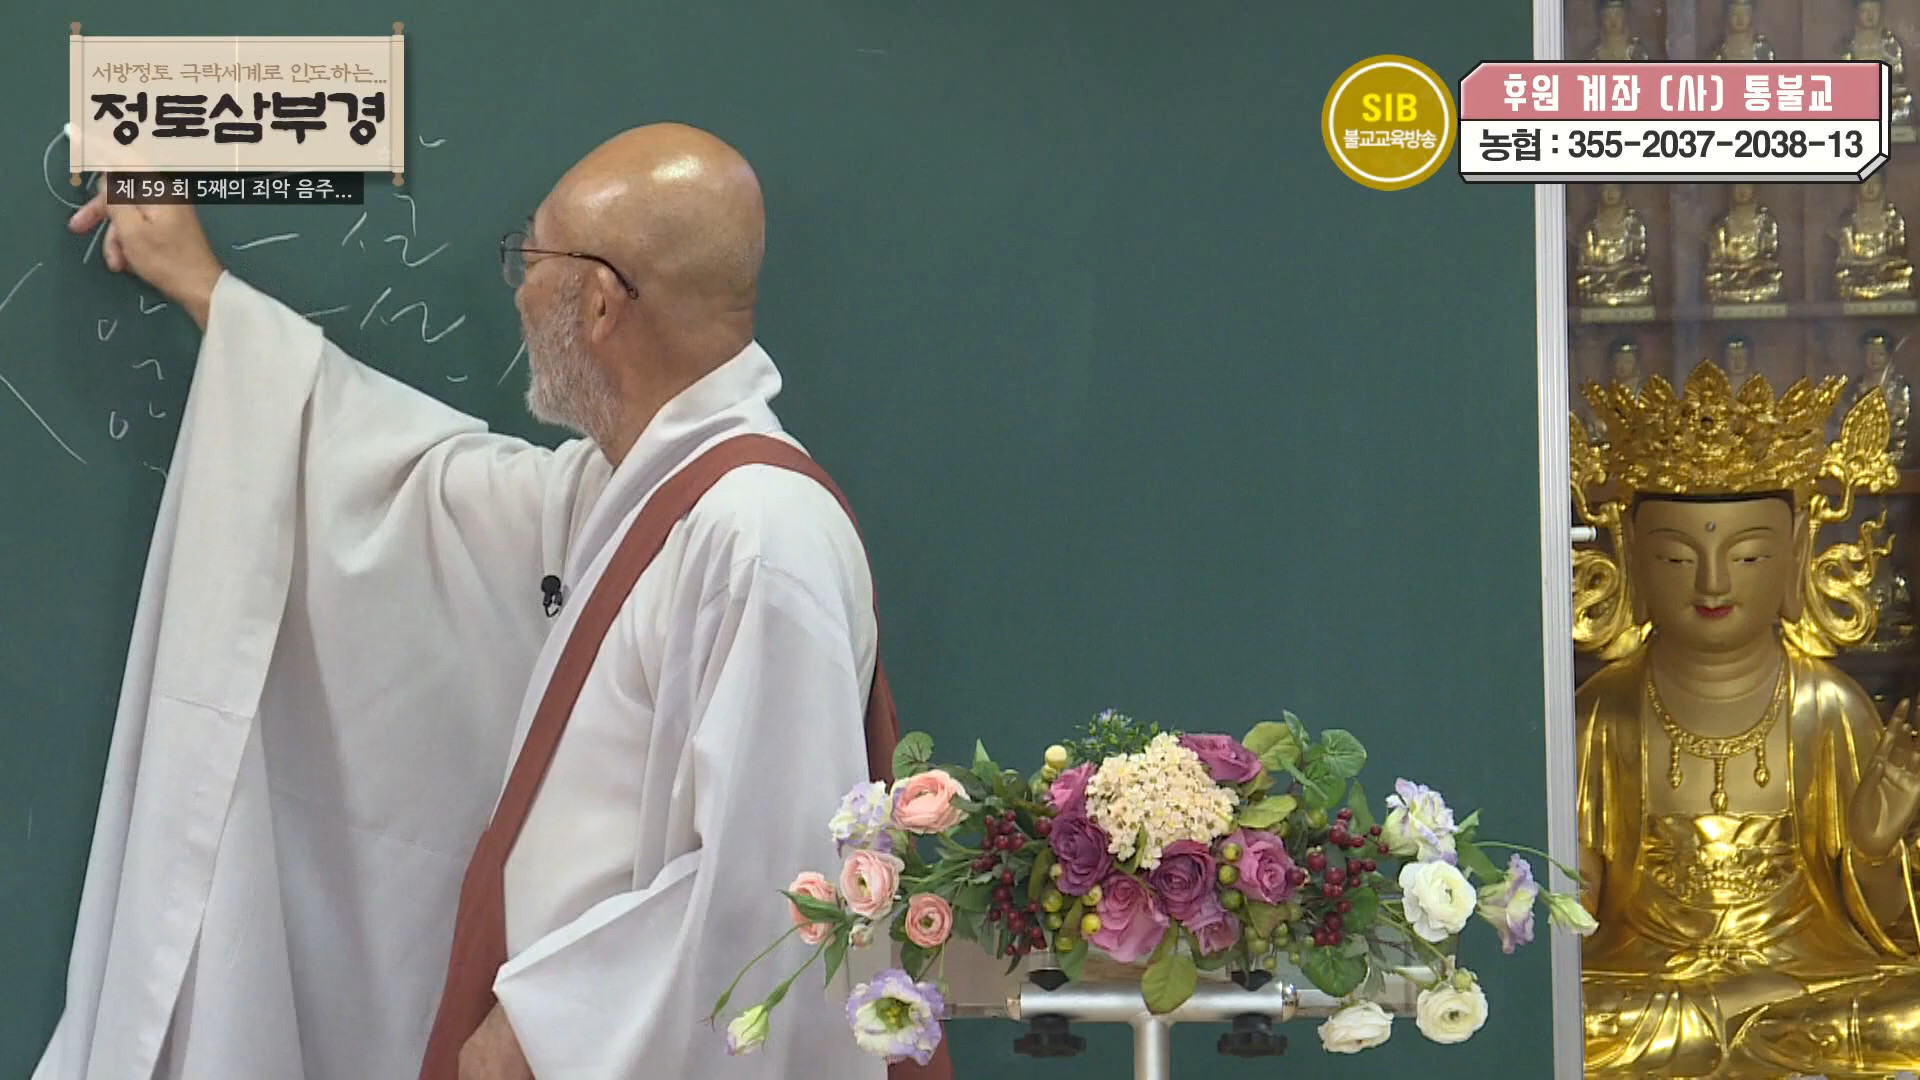 서방정토 극락세계로 인도하는...
정토삼부경
제 59 회 5째의 죄악 음주...
SIB
불교교육방송
후원 계좌 (사) 통불교
농협 : 355-2037-2038-13